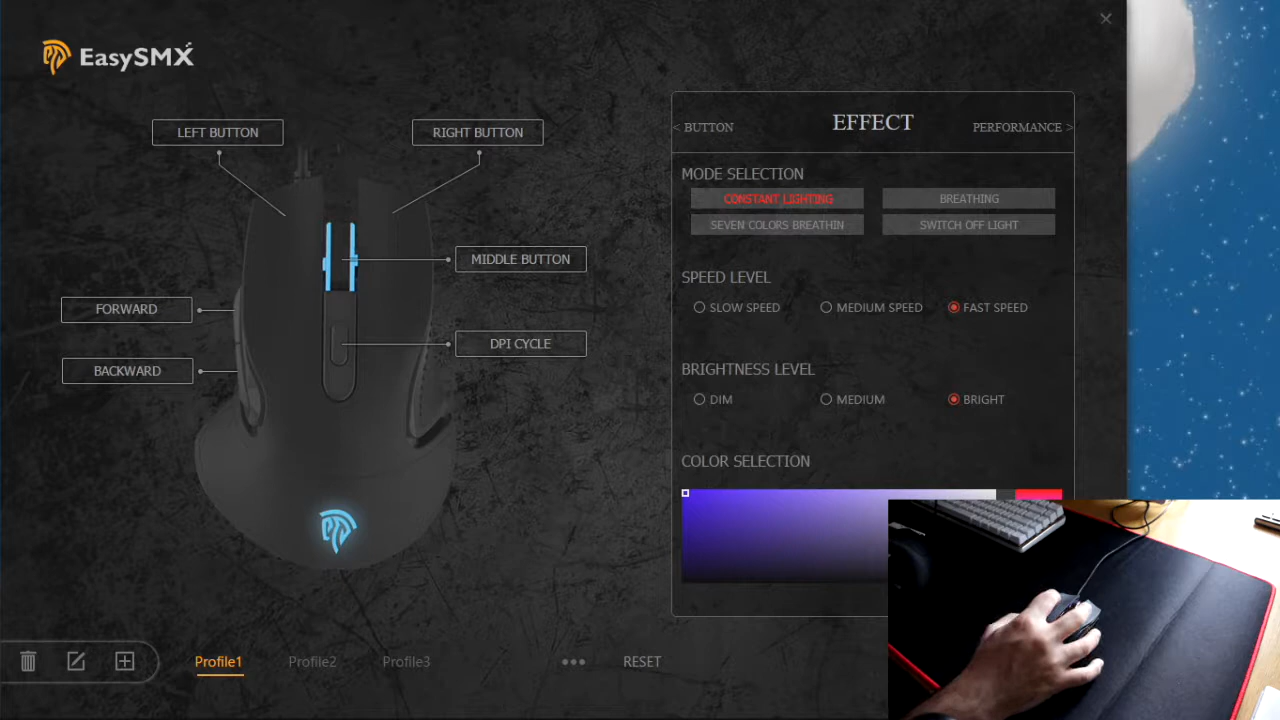 EasySMX
LEFT BUTTON
RIGHT BUTTON
MIDDLE BUTTON
FORWARD
DPI CYCLE
BACKWARD
< BUTTON
EFFECT
PERFORMANCE >
MODE SELECTION
CONSTANT LIGHTING
BREATHING
SEVEN COLORS BREATHIN
SWITCH OFF LIGHT
SPEED LEVEL
SLOW SPEED
MEDIUM SPEED
FAST SPEED
BRIGHTNESS LEVEL
DIM
MEDIUM
BRIGHT
COLOR SELECTION
Profile1
Profile2
Profile3
RESET